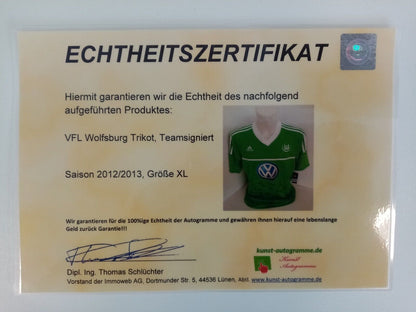 ECHTHEITSZERTIFIKAT
Hiermit garantieren wir die Echtheit des nachfolgend
aufgeführten Produktes:
VFL Wolfsburg Trikot, Teamsigniert
Saison 2012/2013, Größe XL
Wir garantieren für die 100%ige Echtheit der Autogramme und gewähren Ihnen hierauf eine lebenslange
Geld zurück Garantie!!!
kunst-autogramme.de
Kunst
Autogramme
Dipl. Ing. Thomas Schlüchter
Vorstand der Immoweb AG, Dortmunder Str. 5, 44536 Lünen, Abt. www.kunst-autogramme.de